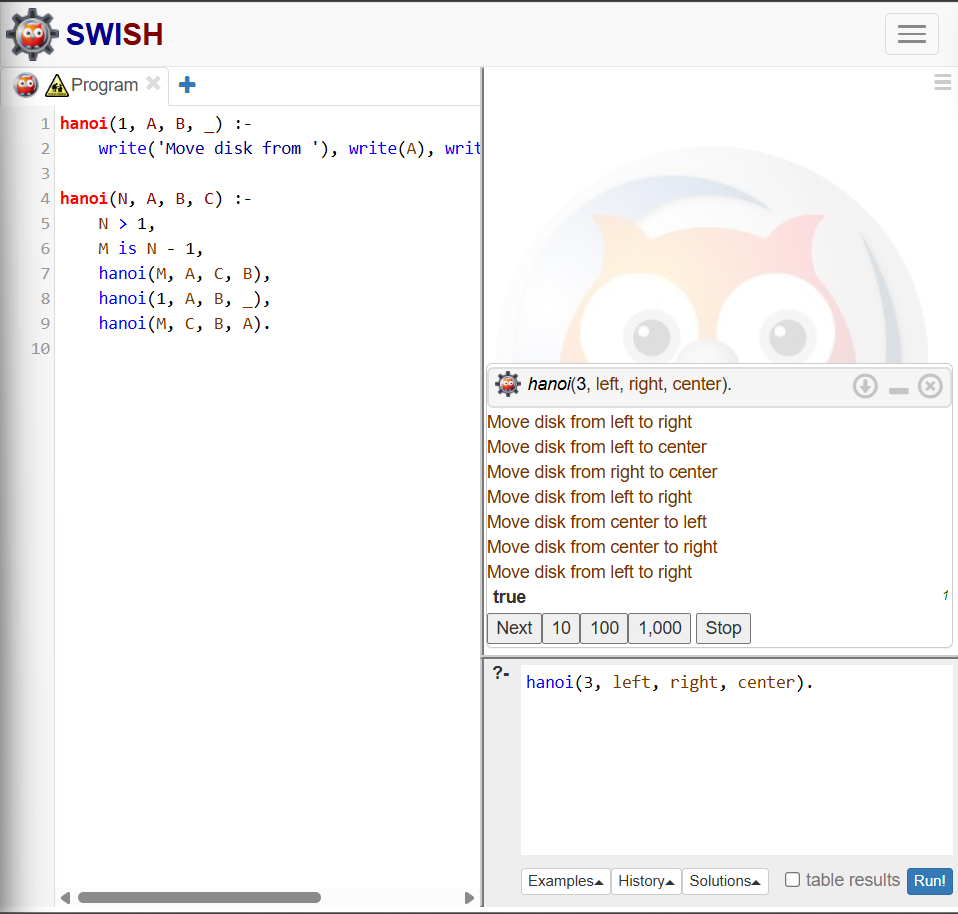 SWISH
Program
1 hanoi(1, A, B, _) :-
2 write('Move disk from '), write(A), writ
3
4 hanoi(N, A, B, C) :-
5 N > 1,
6 M is N - 1,
7 hanoi(M, A, C, B),
8 hanoi(1, A, B, _),
9 hanoi(M, C, B, A).
10
hanoi(3, left, right, center).
Move disk from left to right
Move disk from left to center
Move disk from right to center
Move disk from left to right
Move disk from center to left
Move disk from center to right
Move disk from left to right
true 1
Next 10 100 1,000 Stop
?- hanoi(3, left, right, center).
Examples History Solutions table results Run!